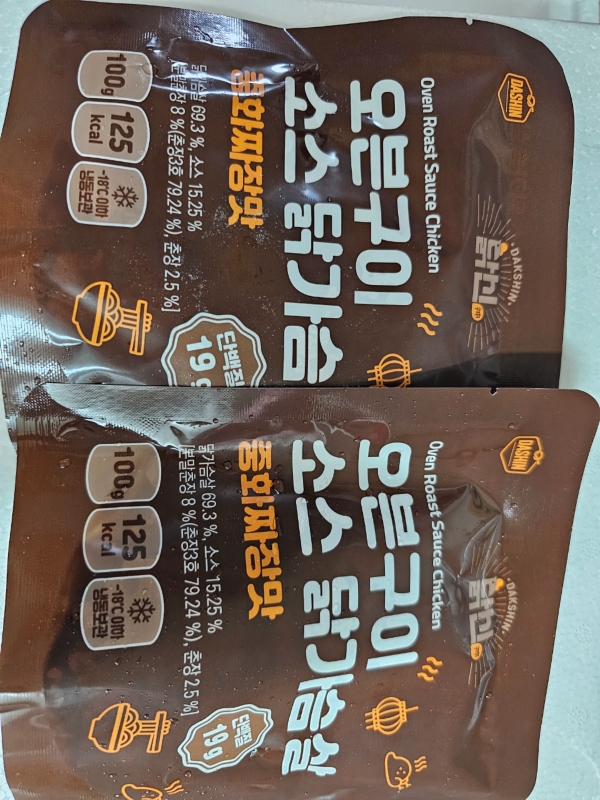 DASHIN
DAKSHIN.
닭신
Oven Roast Sauce Chicken
오븐구이
소스 닭가슴
중화짜장맛
닭가슴살 69.3 %, 소스 15.25 %
[분말춘장 8 %(춘장3호 79.24 %), 춘장 2.5 %]
100g
125
kcal
-18℃ 이하
냉동보관
단백질
19g
DASHIN
DAKSHIN.
닭신
Oven Roast Sauce Chicken
오븐구이
소스 닭가슴살
중화짜장맛
닭가슴살 69.3 %, 소스 15.25 %
[분말춘장 8 %(춘장3호 79.24 %), 춘장 2.5 %]
100g
125
kcal
-18℃ 이하
냉동보관
단백질
19g